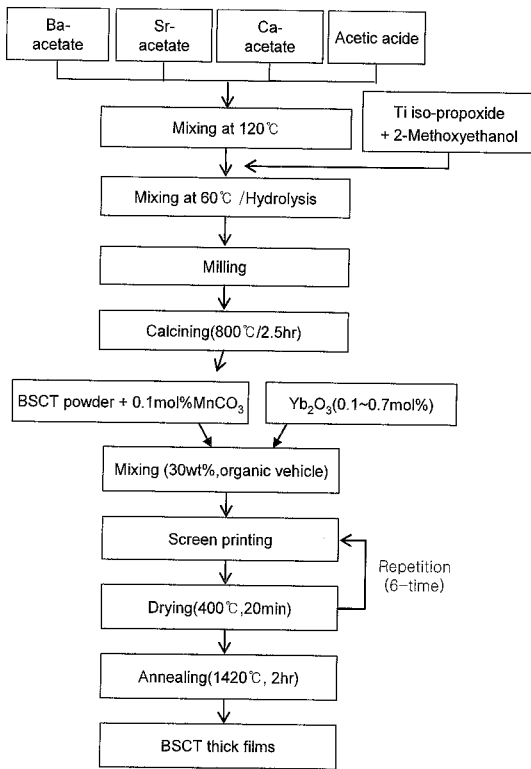 Ba-
acetate
Sr-
acetate
Ca-
acetate
Acetic acide
Mixing at 120℃
Ti iso-propoxide
+ 2-Methoxyethanol
Mixing at 60℃ /Hydrolysis
Milling
Calcining(800℃/2.5hr)
BSCT powder + 0.1mol%MnCO₃
Yb₂O₃(0.1~0.7mol%)
Mixing (30wt%,organic vehicle)
Screen printing
Repetition
(6-time)
Drying(400℃,20min)
Annealing(1420℃, 2hr)
BSCT thick films